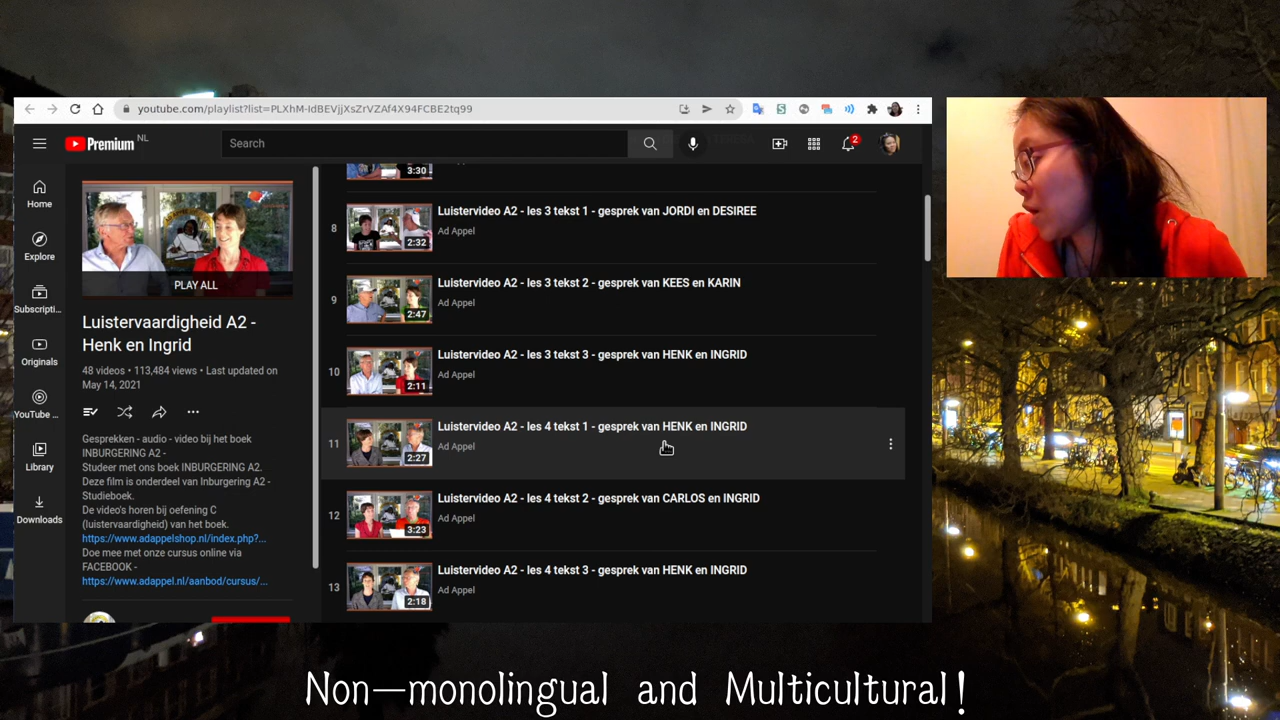 youtube.com/playlist?list=PLXhM-IdBEVjjXsZrVZAf4X94FCBE2tq99
Premium NL
Search
2
Home
Explore
Subscripti...
Originals
YouTube ...
Library
Downloads
PLAY ALL
Luistervaardigheid A2 -
Henk en Ingrid
48 videos • 113,484 views • Last updated on
May 14, 2021
Gesprekken - audio - video bij het boek
INBURGERING A2 -
Studeer met ons boek INBURGERING A2.
Deze film is onderdeel van Inburgering A2 -
Studieboek.
De video's horen bij oefening C
(luistervaardigheid) van het boek.
https://www.adappelshop.nl/index.php?...
Doe mee met onze cursus online via
FACEBOOK -
https://www.adappel.nl/aanbod/cursus/...
3:30
8
2:32
Luistervideo A2 - les 3 tekst 1 - gesprek van JORDI en DESIREE
Ad Appel
9
2:47
Luistervideo A2 - les 3 tekst 2 - gesprek van KEES en KARIN
Ad Appel
10
2:11
Luistervideo A2 - les 3 tekst 3 - gesprek van HENK en INGRID
Ad Appel
11
2:27
Luistervideo A2 - les 4 tekst 1 - gesprek van HENK en INGRID
Ad Appel
12
3:23
Luistervideo A2 - les 4 tekst 2 - gesprek van CARLOS en INGRID
Ad Appel
13
2:18
Luistervideo A2 - les 4 tekst 3 - gesprek van HENK en INGRID
Ad Appel
Non-monolingual and Multicultural!